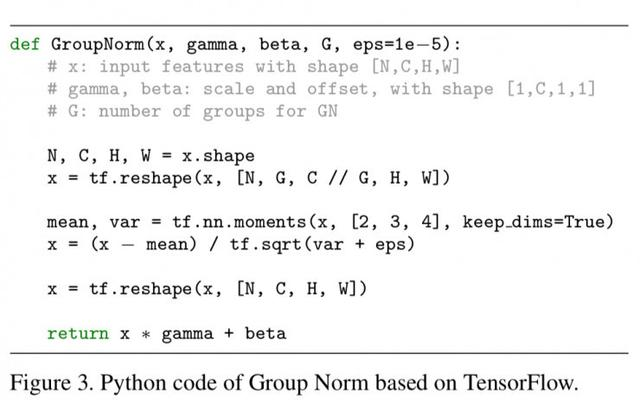 def GroupNorm(x, gamma, beta, G, eps=1e−5):
    # x: input features with shape [N,C,H,W]
    # gamma, beta: scale and offset, with shape [1,C,1,1]
    # G: number of groups for GN

    N, C, H, W = x.shape
    x = tf.reshape(x, [N, G, C // G, H, W])

    mean, var = tf.nn.moments(x, [2, 3, 4], keep_dims=True)
    x = (x − mean) / tf.sqrt(var + eps)

    x = tf.reshape(x, [N, C, H, W])

    return x * gamma + beta

Figure 3. Python code of Group Norm based on TensorFlow.